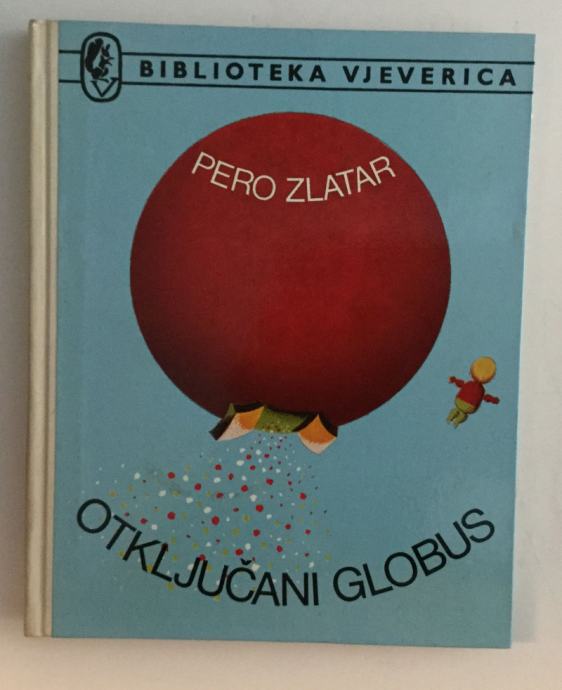 BIBLIOTEKA VJEVERICA
PERO ZLATAR
OTKLJUČANI GLOBUS